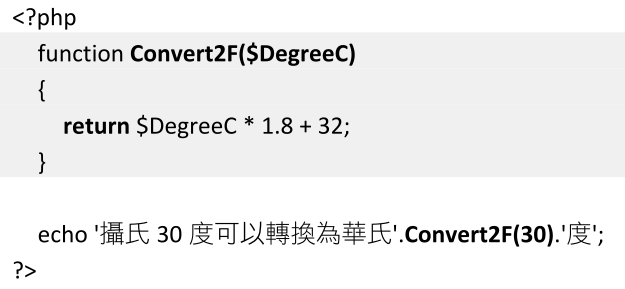 <?php
function Convert2F($DegreeC)
{
return $DegreeC * 1.8 + 32;
}
echo '攝氏 30 度可以轉換為華氏'.Convert2F(30).'度';
?>